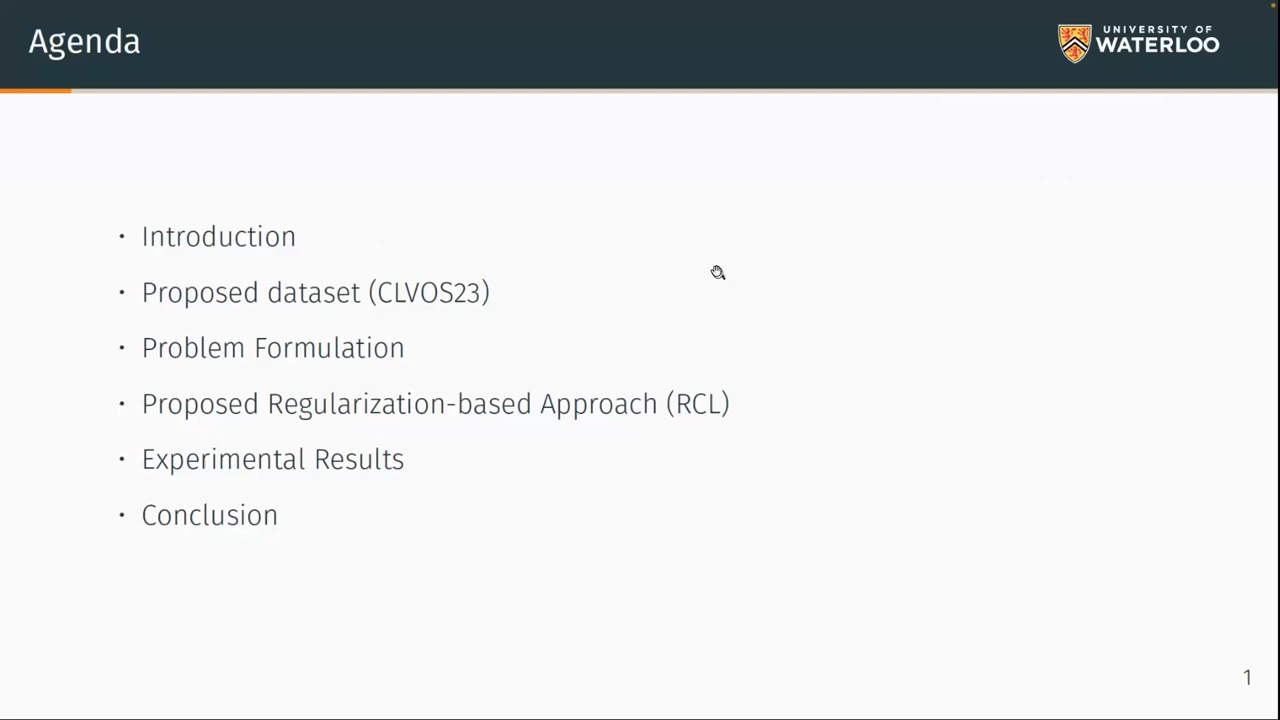 Agenda
UNIVERSITY OF
WATERLOO
• Introduction
• Proposed dataset (CLVOS23)
• Problem Formulation
• Proposed Regularization-based Approach (RCL)
• Experimental Results
• Conclusion
1